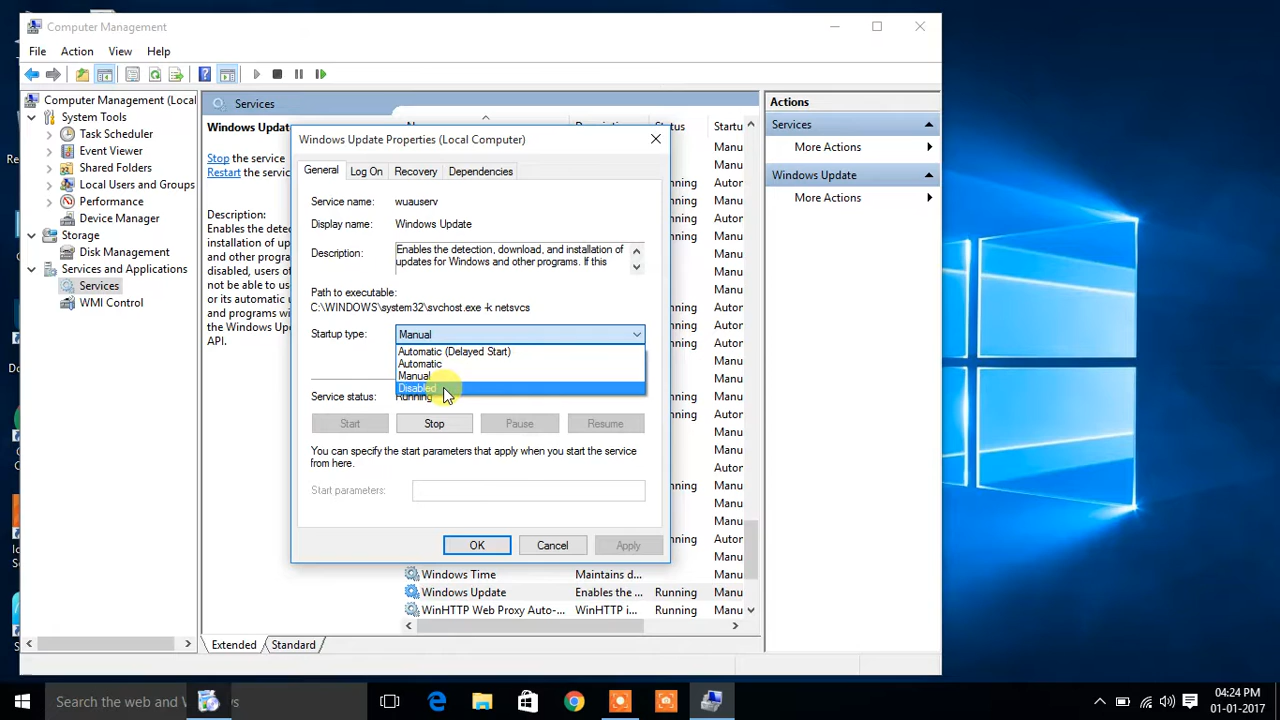 Computer Management
File Action View Help
Computer Management (Local
System Tools
Task Scheduler
Event Viewer
Shared Folders
Local Users and Groups
Performance
Device Manager
Storage
Disk Management
Services and Applications
Services
WMI Control
Services
Windows Updat
Stop the service
Restart the service
Description:
Enables the detec
installation of up
and other progra
disabled, users of
not be able to us
or its automatic u
and programs wi
the Windows Upd
API.
Extended Standard
Windows Update Properties (Local Computer)
General Log On Recovery Dependencies
Service name: wuauserv
Display name: Windows Update
Description: Enables the detection, download, and installation of
updates for Windows and other programs. If this
Path to executable:
C:\WINDOWS\system32\svchost.exe -k netsvcs
Startup type: Manual
Automatic (Delayed Start)
Automatic
Manual
Disabled
Service status: Running
Start Stop Pause Resume
You can specify the start parameters that apply when you start the service
from here.
Start parameters:
OK Cancel Apply
Windows Time Maintains d... Manu
Windows Update Enables the ... Running Manu
WinHTTP Web Proxy Auto-... WinHTTP i... Running Manu
Actions
Services
More Actions
Windows Update
More Actions
Search the web and W
ws
04:24 PM
01-01-2017